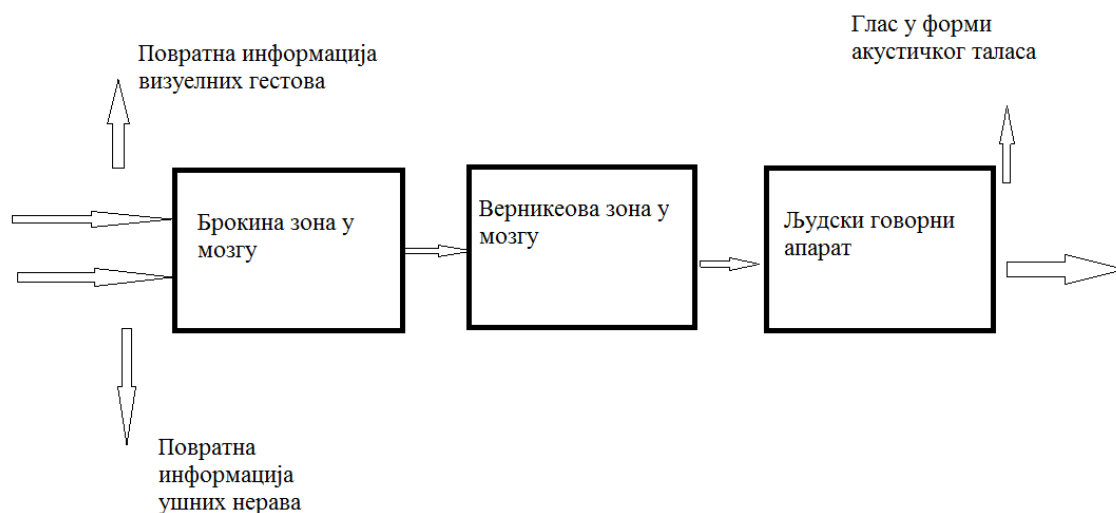 Повратна информација
визуелних гестова
Глас у форми
акустичког таласа
Брокина зона у
мозгу
Верникеова зона у
мозгу
Људски говорни
апарат
Повратна
информација
ушних нерава